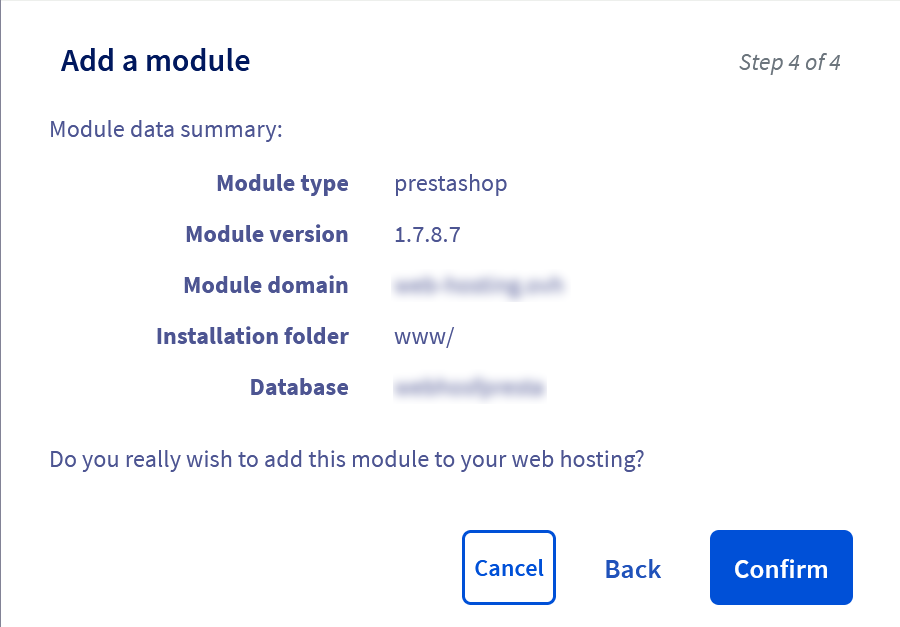 Add a module
Step 4 of 4
Module data summary:
Module type prestashop
Module version 1.7.8.7
Module domain
Installation folder www/
Database
Do you really wish to add this module to your web hosting?
Cancel Back Confirm